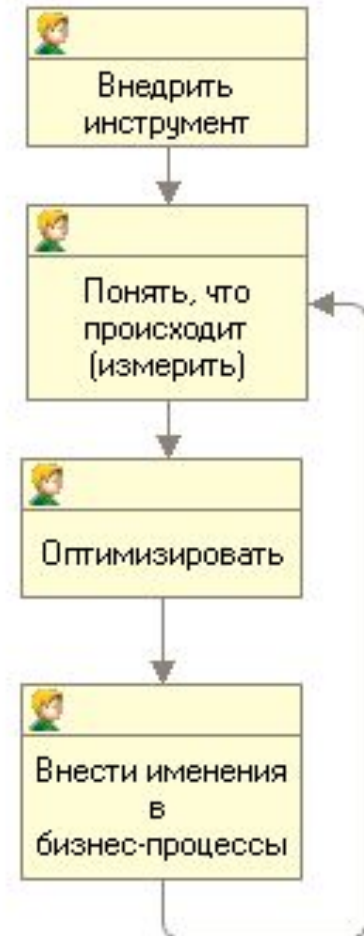 Внедрить
инструмент
Понять, что
происходит
(измерить)
Оптимизировать
Внести именения
в
бизнес-процессы